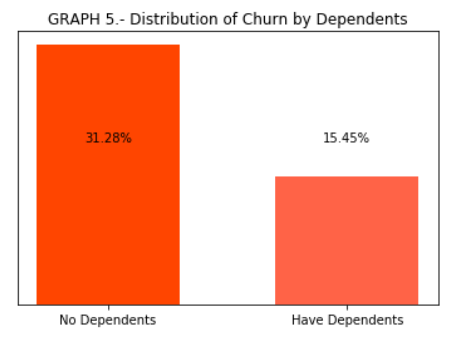 GRAPH 5.- Distribution of Churn by Dependents
31.28%
15.45%
No Dependents
Have Dependents